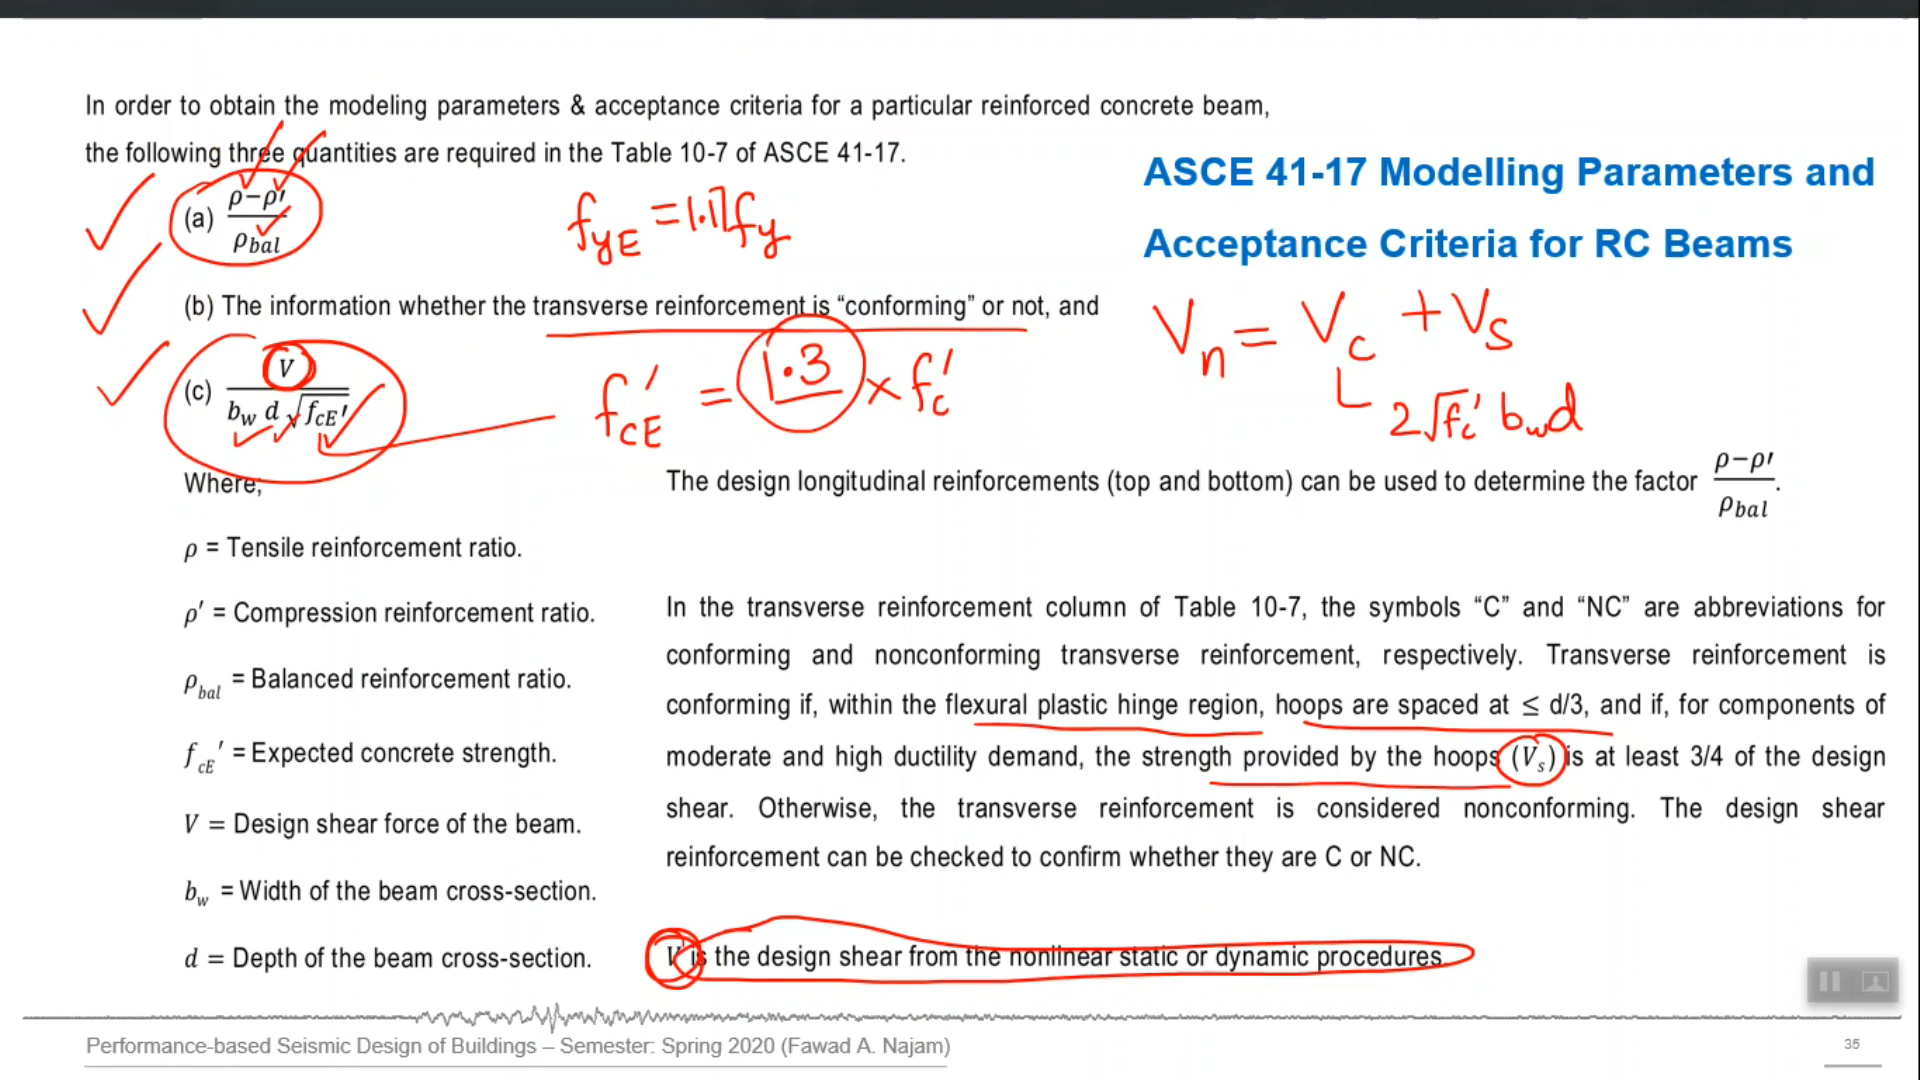 In order to obtain the modeling parameters & acceptance criteria for a particular reinforced concrete beam,
the following three quantities are required in the Table 10-7 of ASCE 41-17.
ASCE 41-17 Modelling Parameters and
Acceptance Criteria for RC Beams
(a) ρ−ρ′ / ρbal
fyE = 1.17 fy
(b) The information whether the transverse reinforcement is “conforming” or not, and
Vn = Vc + Vs
2√fc′ bwd
(c) V / bw d √fcE′
fcE′ = 1.3 × fc′
Where;
ρ = Tensile reinforcement ratio.
ρ′ = Compression reinforcement ratio.
ρbal = Balanced reinforcement ratio.
fcE′ = Expected concrete strength.
V = Design shear force of the beam.
bw = Width of the beam cross-section.
d = Depth of the beam cross-section.
The design longitudinal reinforcements (top and bottom) can be used to determine the factor ρ−ρ′ / ρbal.
In the transverse reinforcement column of Table 10-7, the symbols “C” and “NC” are abbreviations for
conforming and nonconforming transverse reinforcement, respectively. Transverse reinforcement is
conforming if, within the flexural plastic hinge region, hoops are spaced at ≤ d/3, and if, for components of
moderate and high ductility demand, the strength provided by the hoops (Vs) is at least 3/4 of the design
shear. Otherwise, the transverse reinforcement is considered nonconforming. The design shear
reinforcement can be checked to confirm whether they are C or NC.
V is the design shear from the nonlinear static or dynamic procedures.
Performance-based Seismic Design of Buildings – Semester: Spring 2020 (Fawad A. Najam)
35